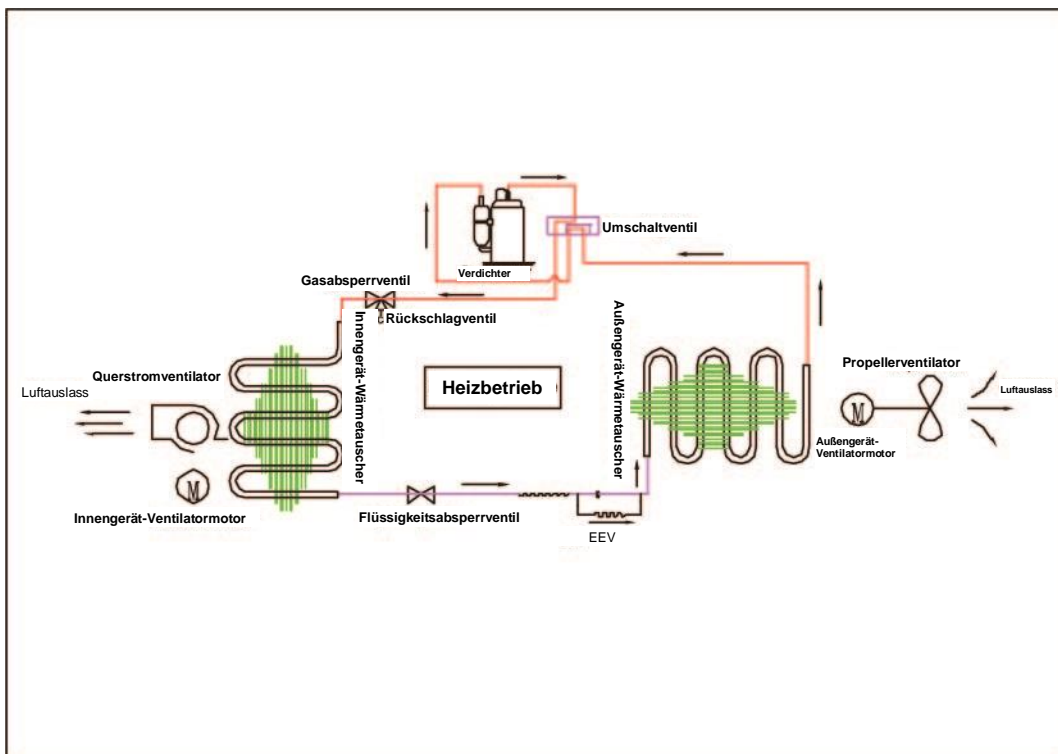 Umschaltventil
Verdichter
Gasabsperrventil
Rückschlagventil
Innengerät-Wärmetauscher
Außengerät-Wärmetauscher
Heizbetrieb
Querstromventilator
Luftauslass
M
Innengerät-Ventilatormotor
Propellerventilator
Luftauslass
M
Außengerät-
Ventilatormotor
Flüssigkeitsabsperrventil
EEV